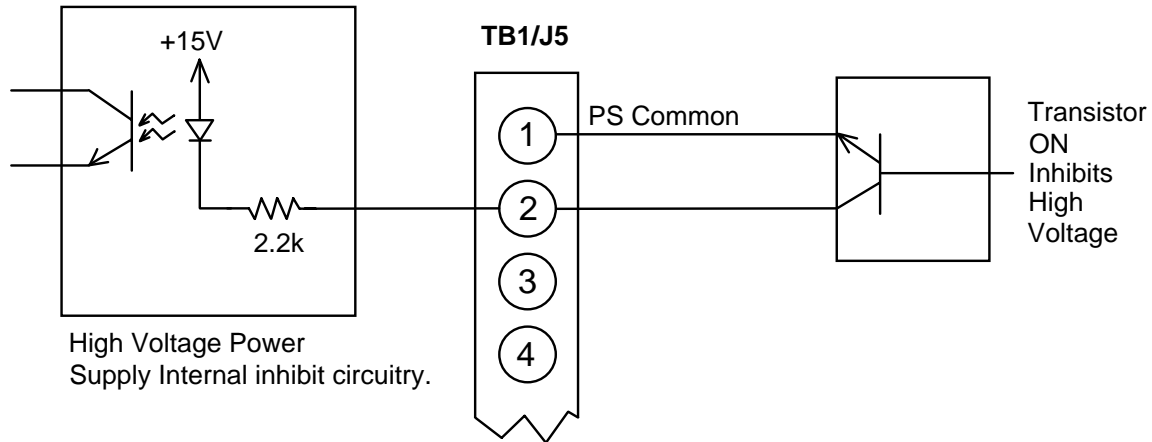 +15V
2.2k
High Voltage Power
Supply Internal inhibit circuitry.
TB1/J5
1
2
3
4
PS Common
Transistor
ON
Inhibits
High
Voltage